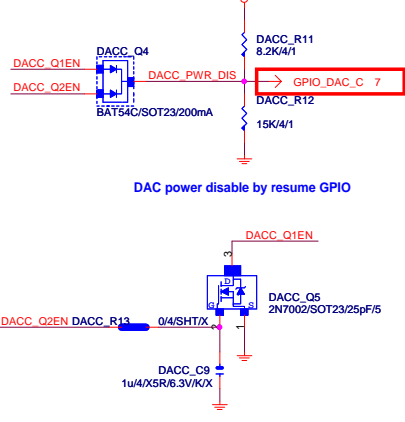 DACC_R11
8.2K/4/1
DACC_Q4
DACC_Q1EN
DACC_PWR_DIS
GPIO_DAC_C 7
DACC_Q2EN
DACC_R12
BAT54C/SOT23/200mA
15K/4/1
DAC power disable by resume GPIO
DACC_Q1EN
3
D
G
S
DACC_Q5
2N7002/SOT23/25pF/5
DACC_Q2EN
DACC_R13
0/4/SHT/X
2
1
DACC_C9
1u/4/X5R/6.3V/K/X